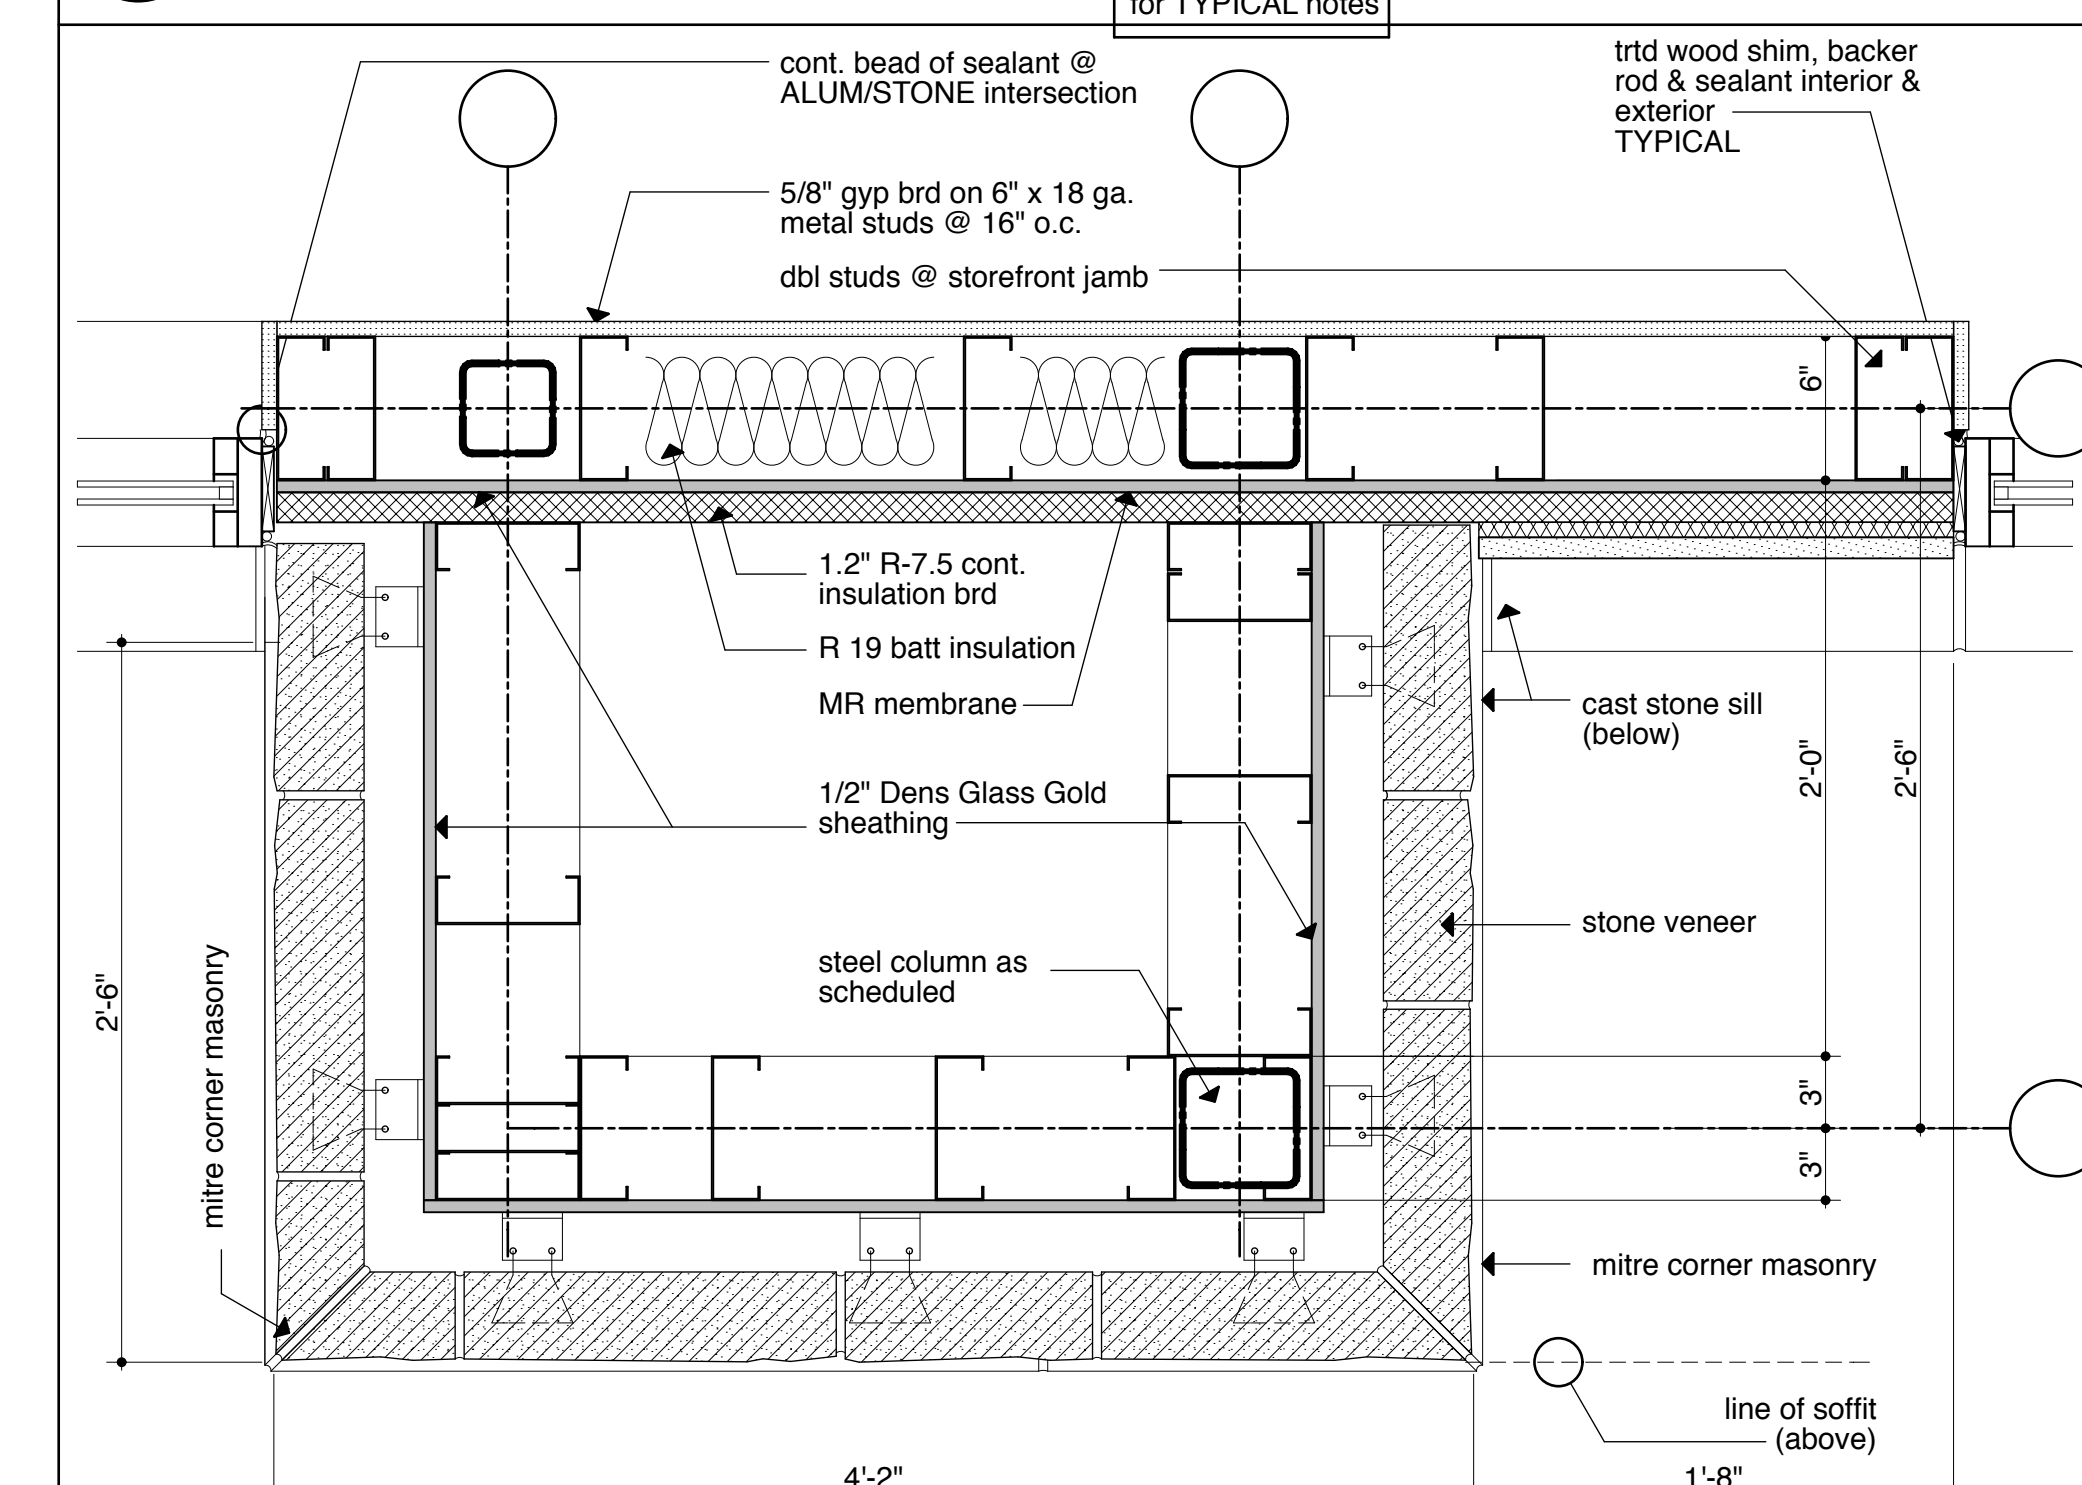 for TYPICAL notes
cont. bead of sealant @
ALUM/STONE intersection
trtd wood shim, backer
rod & sealant interior &
exterior
TYPICAL
5/8" gyp brd on 6" x 18 ga.
metal studs @ 16" o.c.
dbl studs @ storefront jamb
6"
1.2" R-7.5 cont.
insulation brd
R 19 batt insulation
MR membrane
cast stone sill
(below)
2'-0"
2'-6"
1/2" Dens Glass Gold
sheathing
stone veneer
steel column as
scheduled
2'-6"
mitre corner masonry
3"
3"
mitre corner masonry
line of soffit
(above)
4'-2"
1'-8"